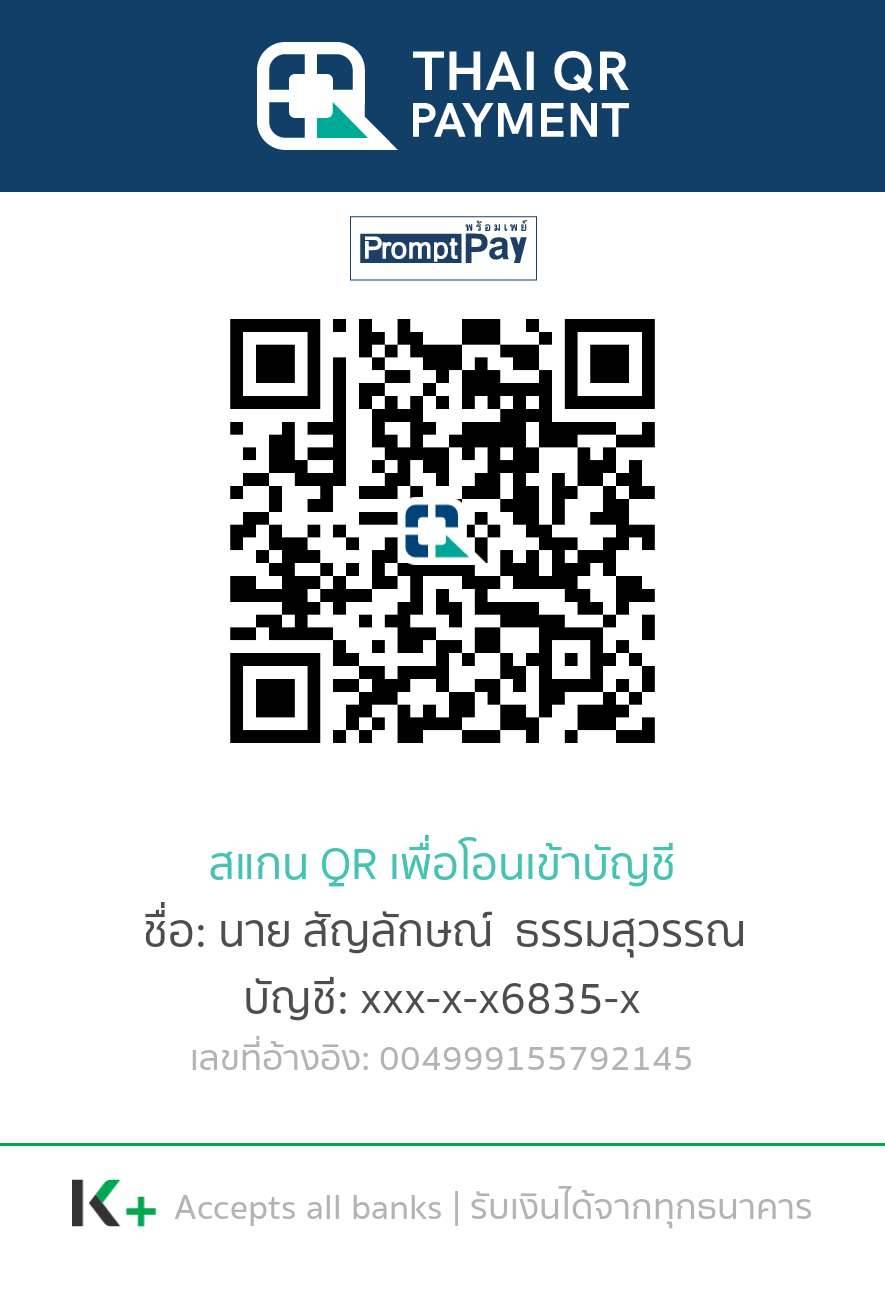 THAI QR
PAYMENT
พร้อมเพย์
PromptPay
สแกน QR เพื่อโอนเข้าบัญชี
ชื่อ: นาย สัญลักษณ์ ธรรมสุวรรณ
บัญชี: xxx-x-x6835-x
เลขที่อ้างอิง: 004999155792145
K+ Accepts all banks | รับเงินได้จากทุกธนาคาร